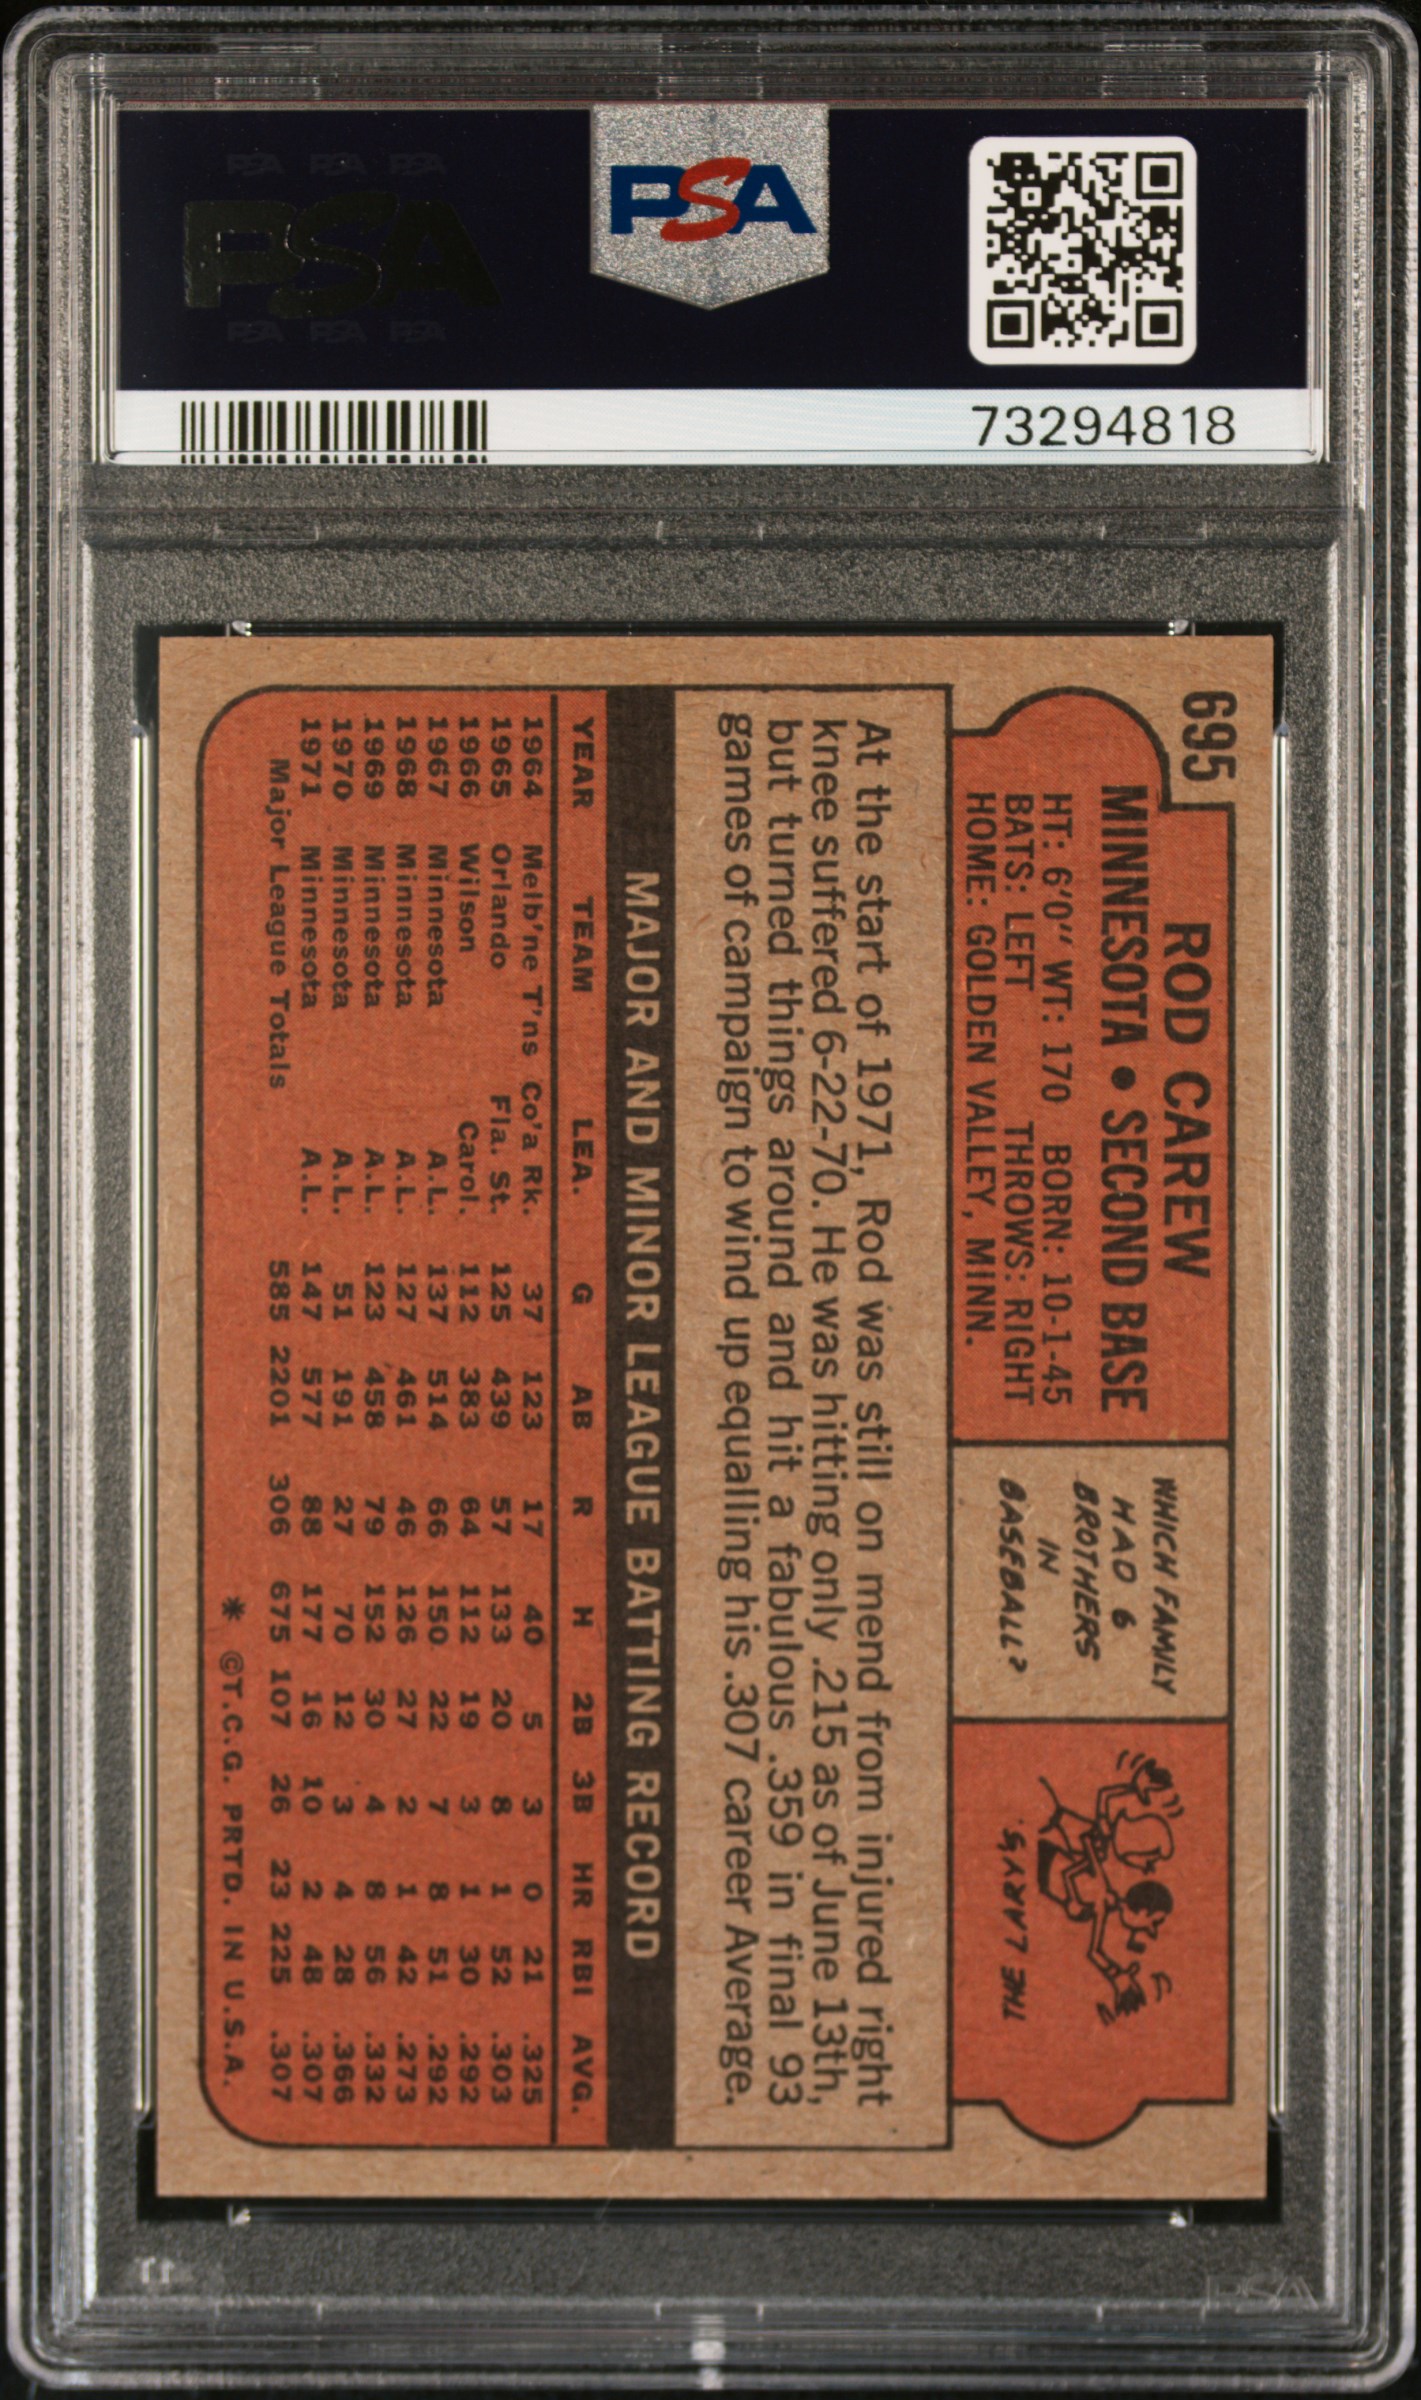 PSA PSA PSA
PSA
PSA PSA PSA
PSA
73294818
695
ROD CAREW
MINNESOTA • SECOND BASE
HT: 6'0" WT: 170 BORN: 10-1-45
BATS: LEFT THROWS: RIGHT
HOME: GOLDEN VALLEY, MINN.
WHICH FAMILY
HAD 6
BROTHERS
IN
BASEBALL?
THE LARY'S.
At the start of 1971, Rod was still on mend from injured right
knee suffered 6-22-70. He was hitting only .215 as of June 13th,
but turned things around and hit a fabulous .359 in final 93
games of campaign to wind up equalling his .307 career Average.
MAJOR AND MINOR LEAGUE BATTING RECORD
YEAR TEAM LEA. G AB R H 2B 3B HR RBI AVG.
1964 Melb'ne T'ns Co'a Rk. 37 123 17 40 5 3 0 21 .325
1965 Orlando Fla. St. 125 439 57 133 20 8 1 52 .303
1966 Wilson Carol. 112 383 64 112 19 3 1 30 .292
1967 Minnesota A.L. 137 514 66 150 22 7 8 51 .292
1968 Minnesota A.L. 127 461 46 126 27 2 1 42 .273
1969 Minnesota A.L. 123 458 79 152 30 4 8 56 .332
1970 Minnesota A.L. 51 191 27 70 12 3 4 28 .366
1971 Minnesota A.L. 147 577 88 177 16 10 2 48 .307
Major League Totals 585 2201 306 675 107 26 23 225 .307
* ©T.C.G. PRTD. IN U.S.A.
PSA